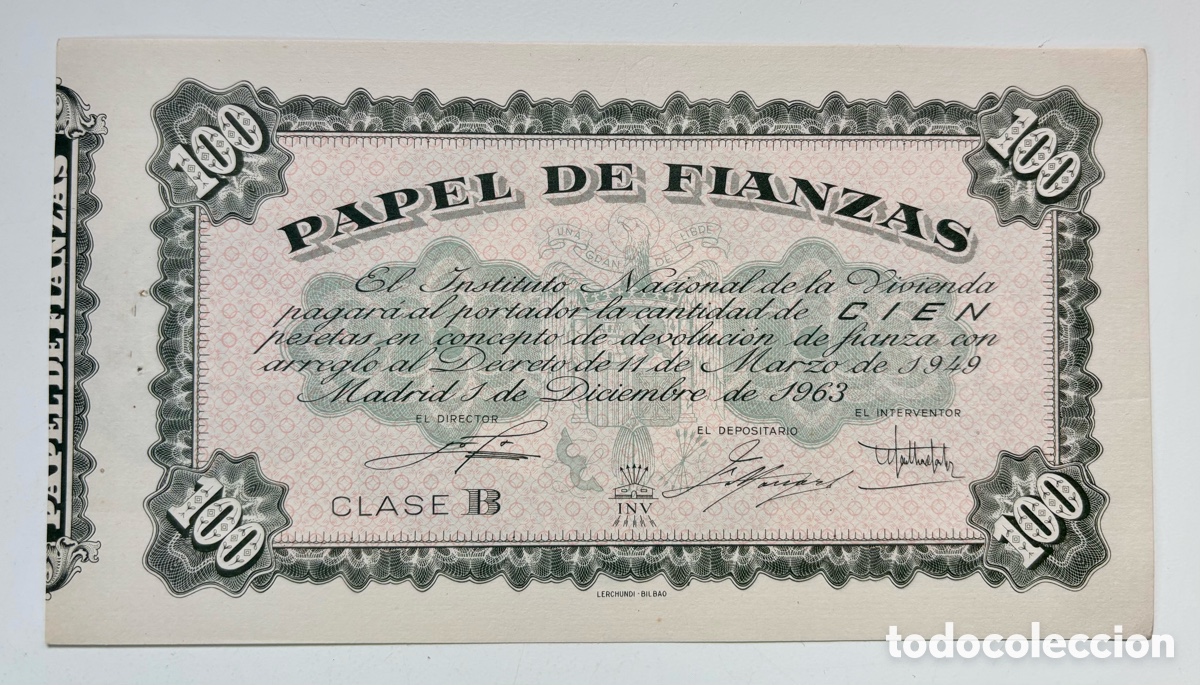 100
100
PAPEL DE FIANZAS
PAPEL DE FIANZAS
UNA GRANDE LIBRE
El Instituto Nacional de la Vivienda
pagará al portador la cantidad de CIEN
pesetas en concepto de devolución de fianza con
arreglo al Decreto de 11 de Marzo de 1949
Madrid 1 de Diciembre de 1963
EL DIRECTOR
EL DEPOSITARIO
EL INTERVENTOR
CLASE B
INV
100
100
LERCHUNDI - BILBAO
todocoleccion